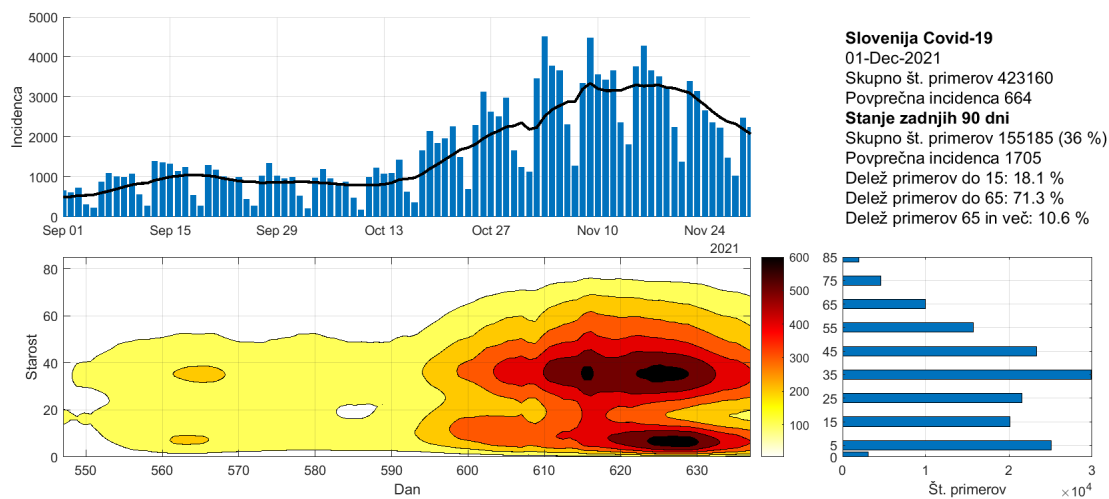 5000
4000
3000
2000
1000
0
Incidenca
Sep 01
Sep 15
Sep 29
Oct 13
Oct 27
Nov 10
Nov 24
2021
Slovenija Covid-19
01-Dec-2021
Skupno št. primerov 423160
Povprečna incidenca 664
Stanje zadnjih 90 dni
Skupno št. primerov 155185 (36 %)
Povprečna incidenca 1705
Delež primerov do 15: 18.1 %
Delež primerov do 65: 71.3 %
Delež primerov 65 in več: 10.6 %
80
60
40
20
0
Starost
550
560
570
580
590
600
610
620
630
Dan
600
500
400
300
200
100
85
75
65
55
45
35
25
15
5
0
0
1
2
3
Št. primerov
×10⁴